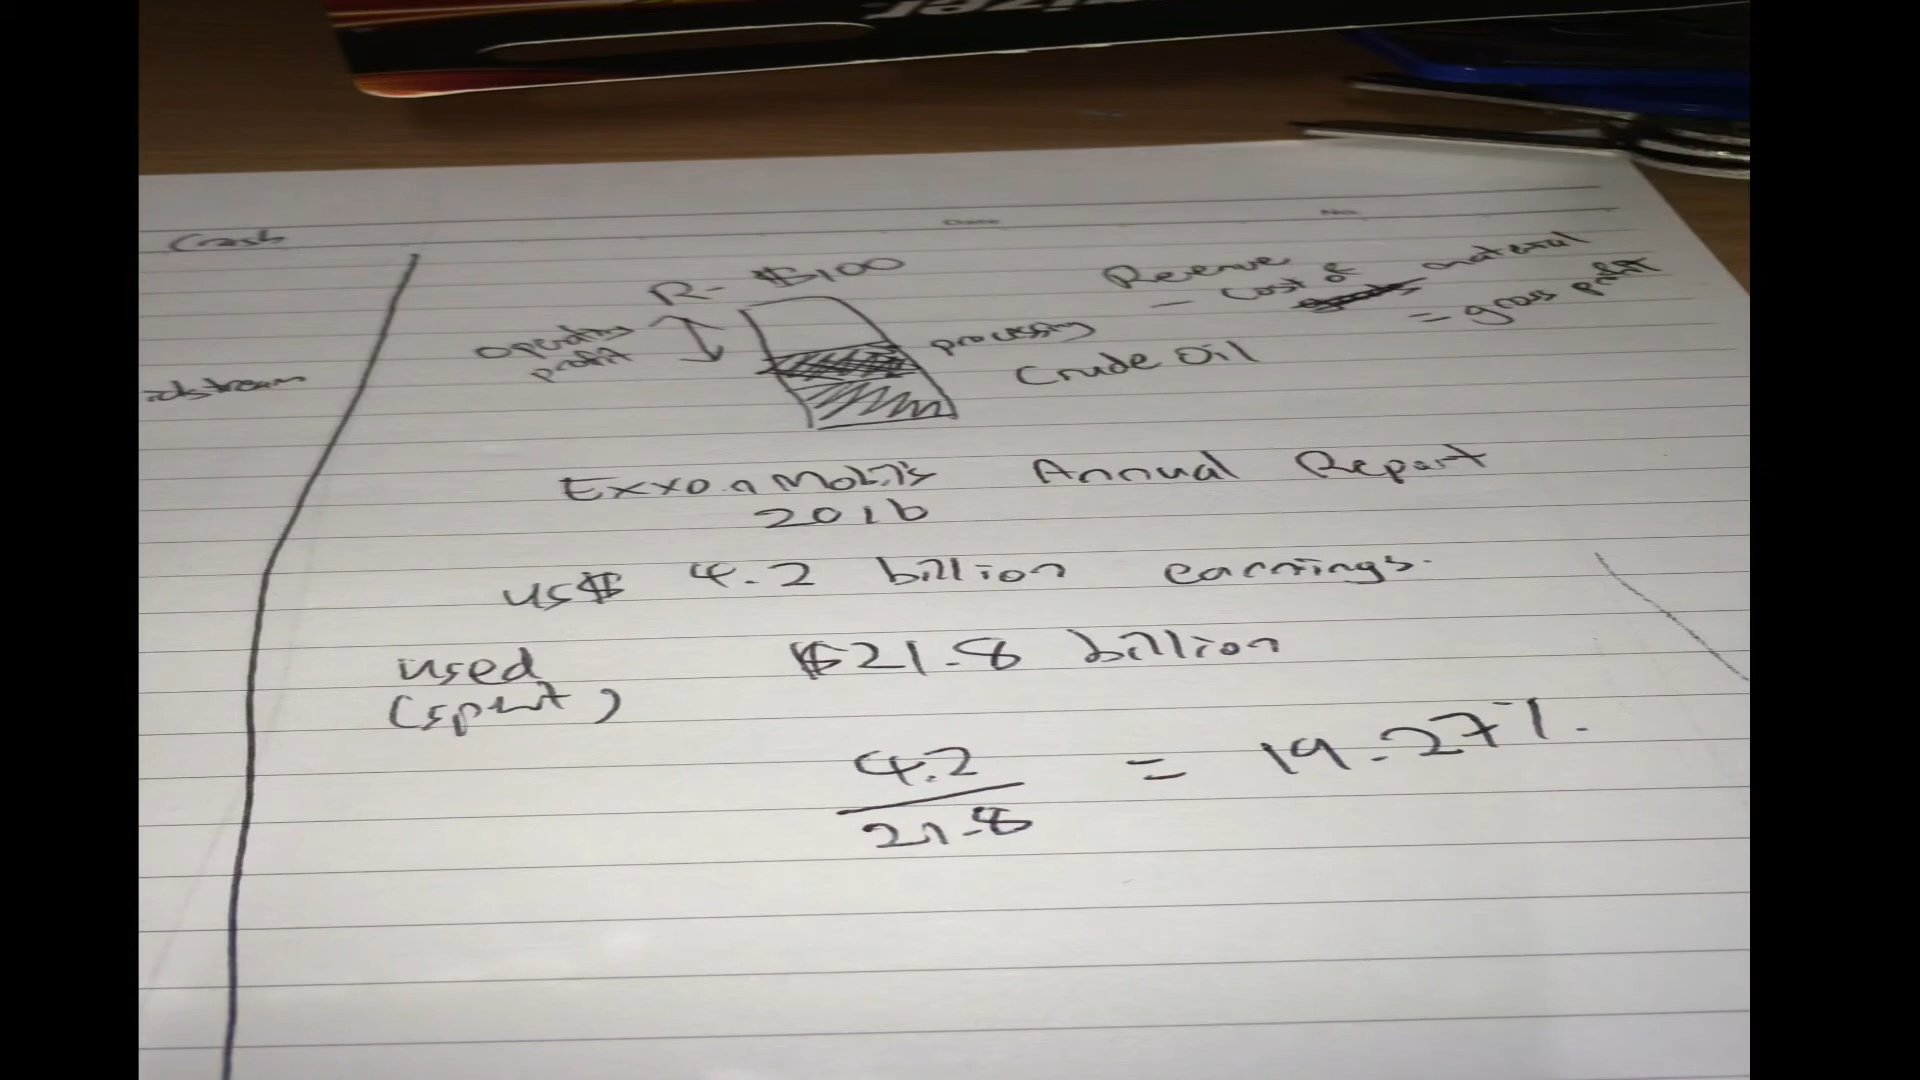 Crash
R- $100
operating
profit
processing
Crude Oil
Revenue
- Cost of material
= gross profit
ExxonMobil's Annual Report
2016
US$ 4.2 billion earnings.
used $21.8 billion
(spent)
4.2
21.8
= 19.27%.